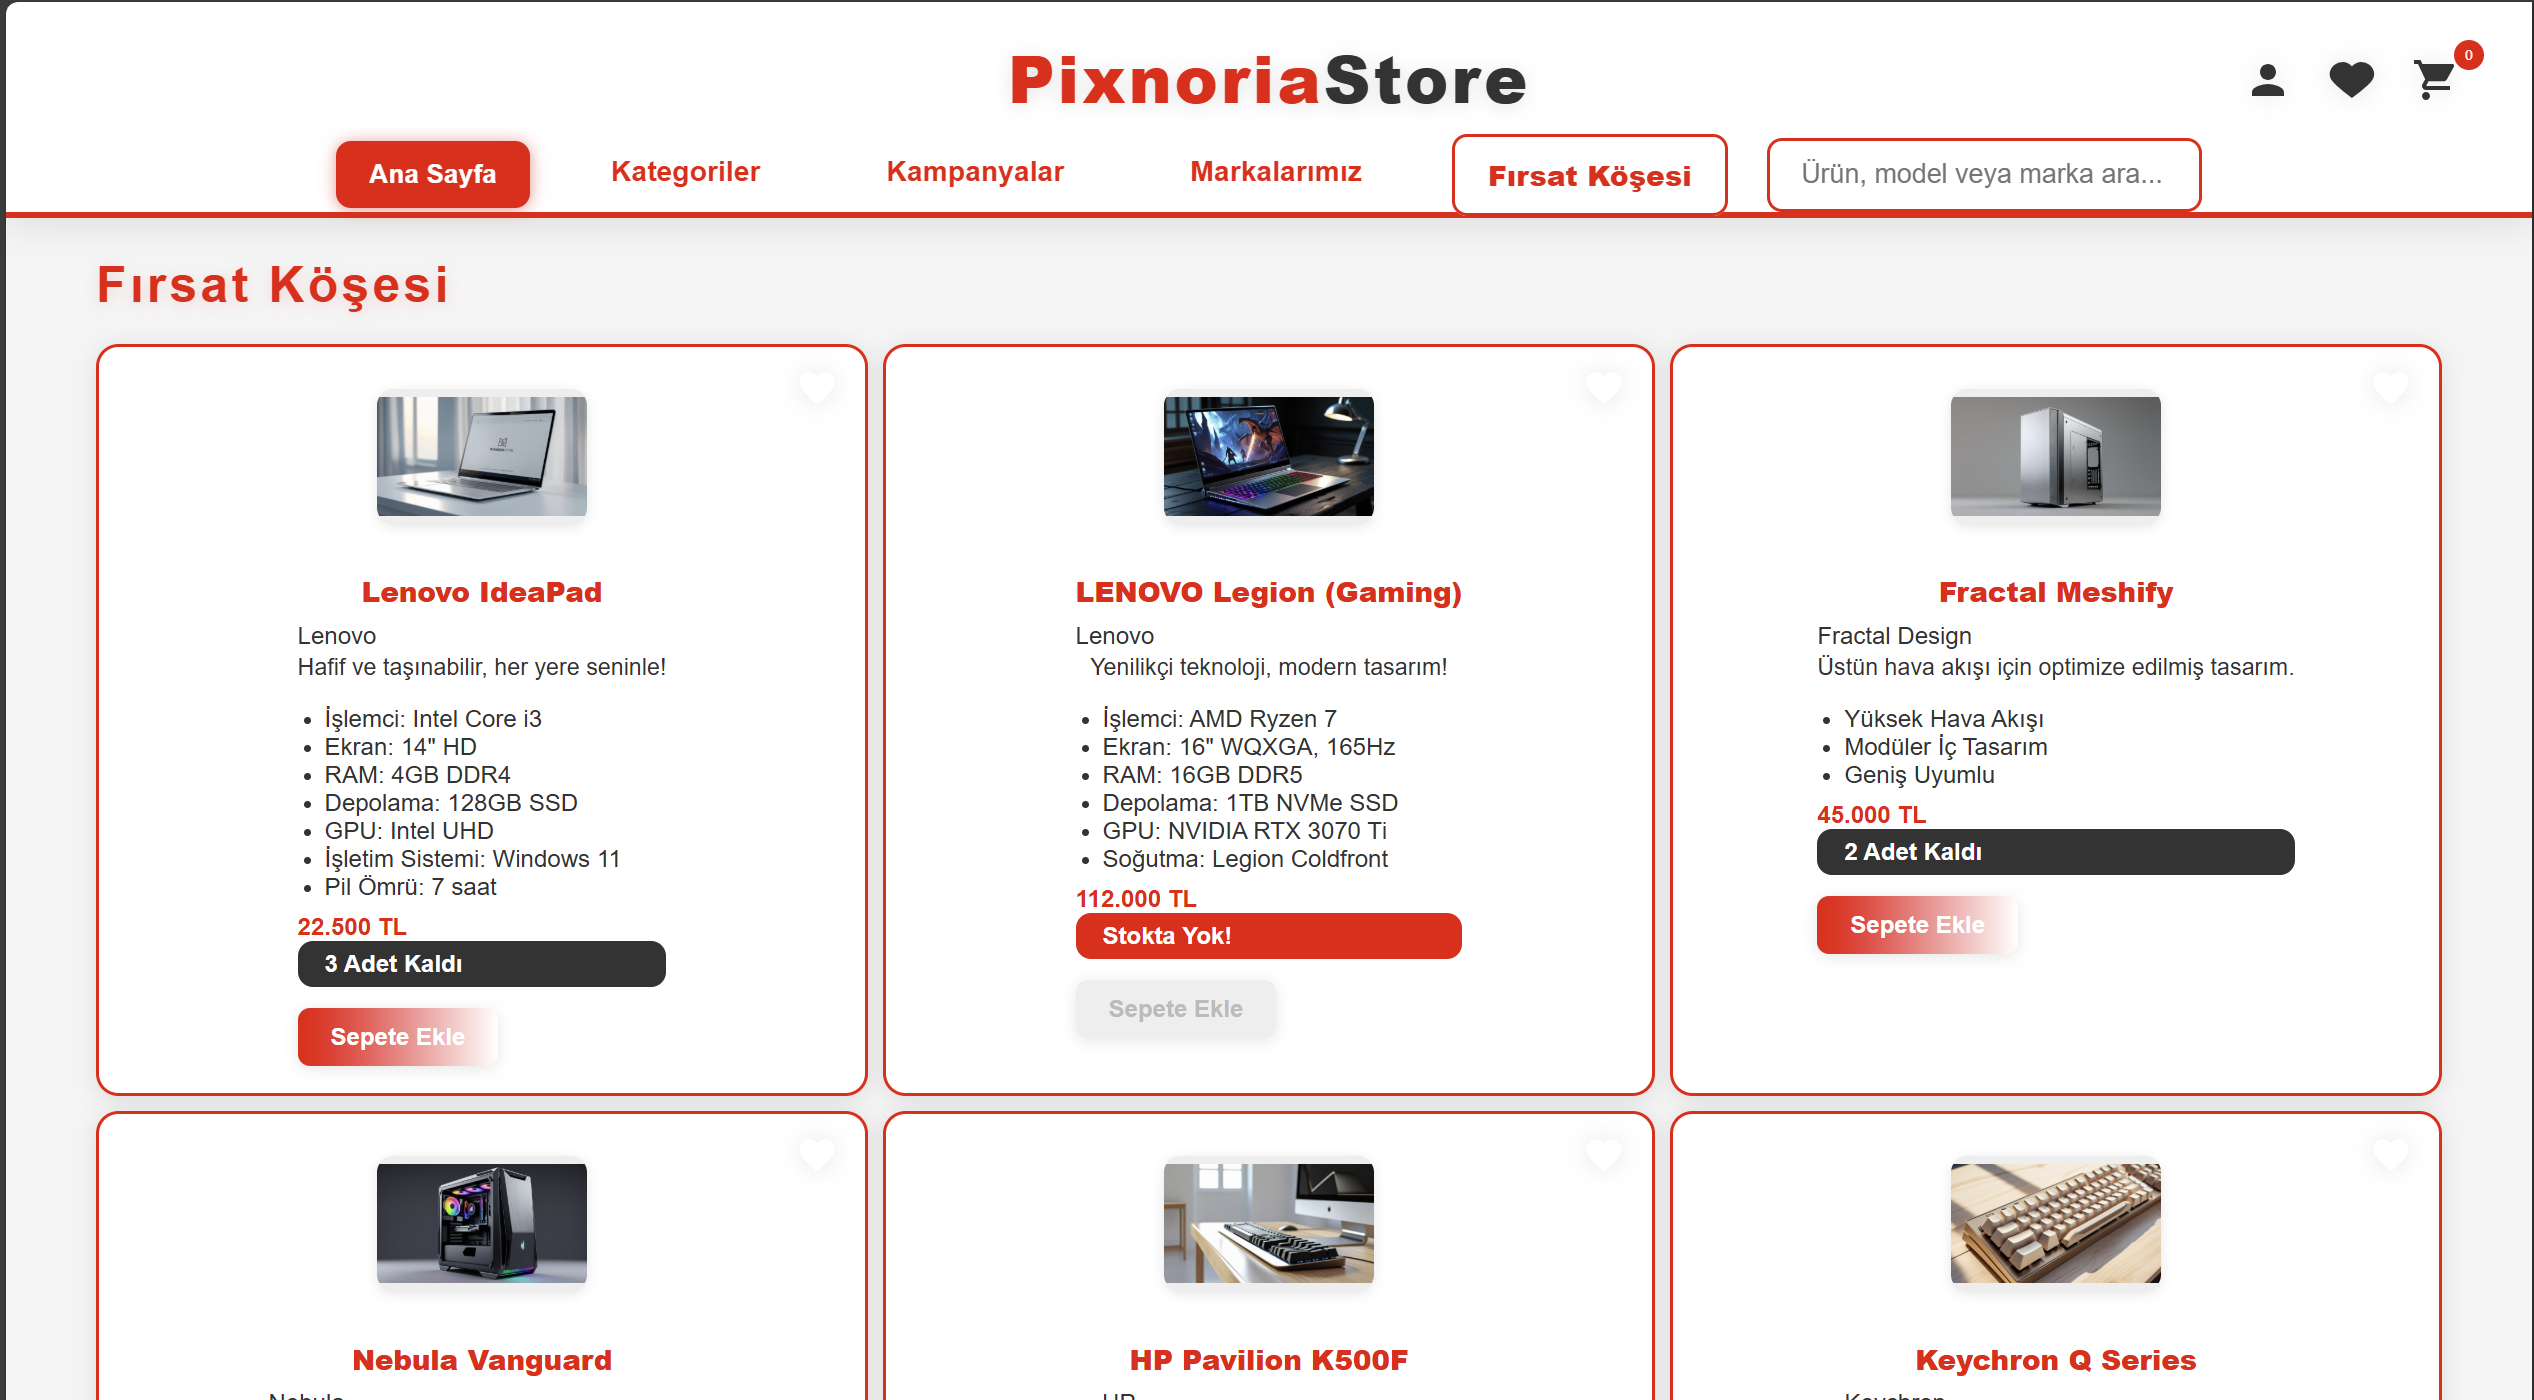 PixnoriaStore
0
Ana Sayfa
Kategoriler
Kampanyalar
Markalarımız
Fırsat Köşesi
Ürün, model veya marka ara...
Fırsat Köşesi
Lenovo IdeaPad
Lenovo
Hafif ve taşınabilir, her yere seninle!
İşlemci: Intel Core i3
Ekran: 14" HD
RAM: 4GB DDR4
Depolama: 128GB SSD
GPU: Intel UHD
İşletim Sistemi: Windows 11
Pil Ömrü: 7 saat
22.500 TL
3 Adet Kaldı
Sepete Ekle
LENOVO Legion (Gaming)
Lenovo
Yenilikçi teknoloji, modern tasarım!
İşlemci: AMD Ryzen 7
Ekran: 16" WQXGA, 165Hz
RAM: 16GB DDR5
Depolama: 1TB NVMe SSD
GPU: NVIDIA RTX 3070 Ti
Soğutma: Legion Coldfront
112.000 TL
Stokta Yok!
Sepete Ekle
Fractal Meshify
Fractal Design
Üstün hava akışı için optimize edilmiş tasarım.
Yüksek Hava Akışı
Modüler İç Tasarım
Geniş Uyumlu
45.000 TL
2 Adet Kaldı
Sepete Ekle
Nebula Vanguard
Nebula
HP Pavilion K500F
HP
Keychron Q Series
Keychron